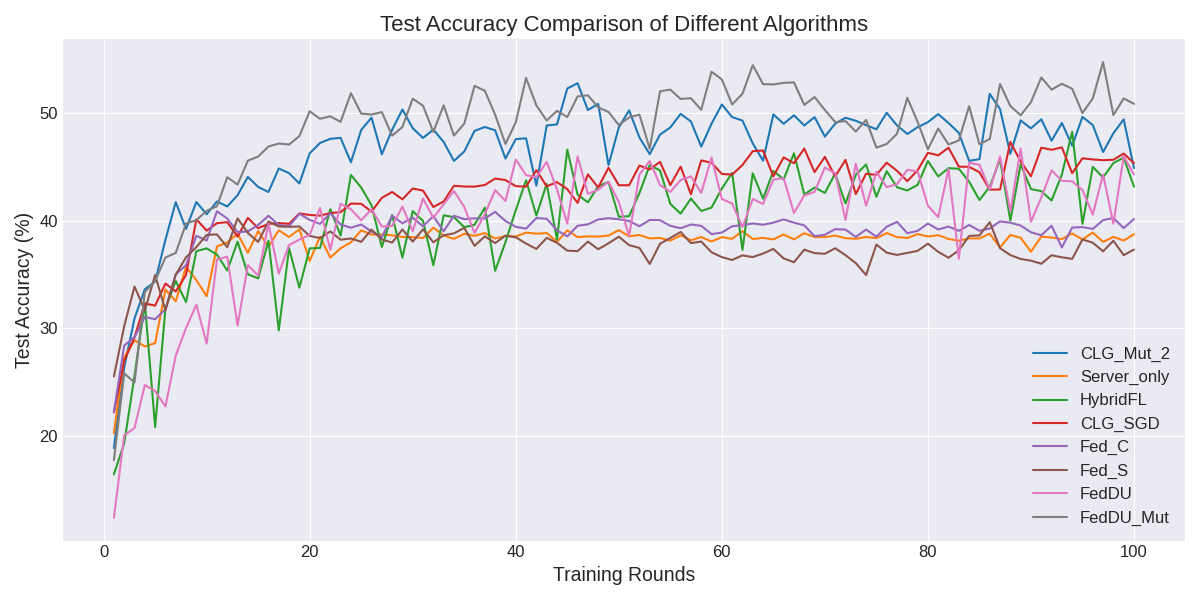 Test Accuracy Comparison of Different Algorithms
Test Accuracy (%)
50
40
30
20
0
20
40
60
80
100
Training Rounds
CLG_Mut_2
Server_only
HybridFL
CLG_SGD
Fed_C
Fed_S
FedDU
FedDU_Mut